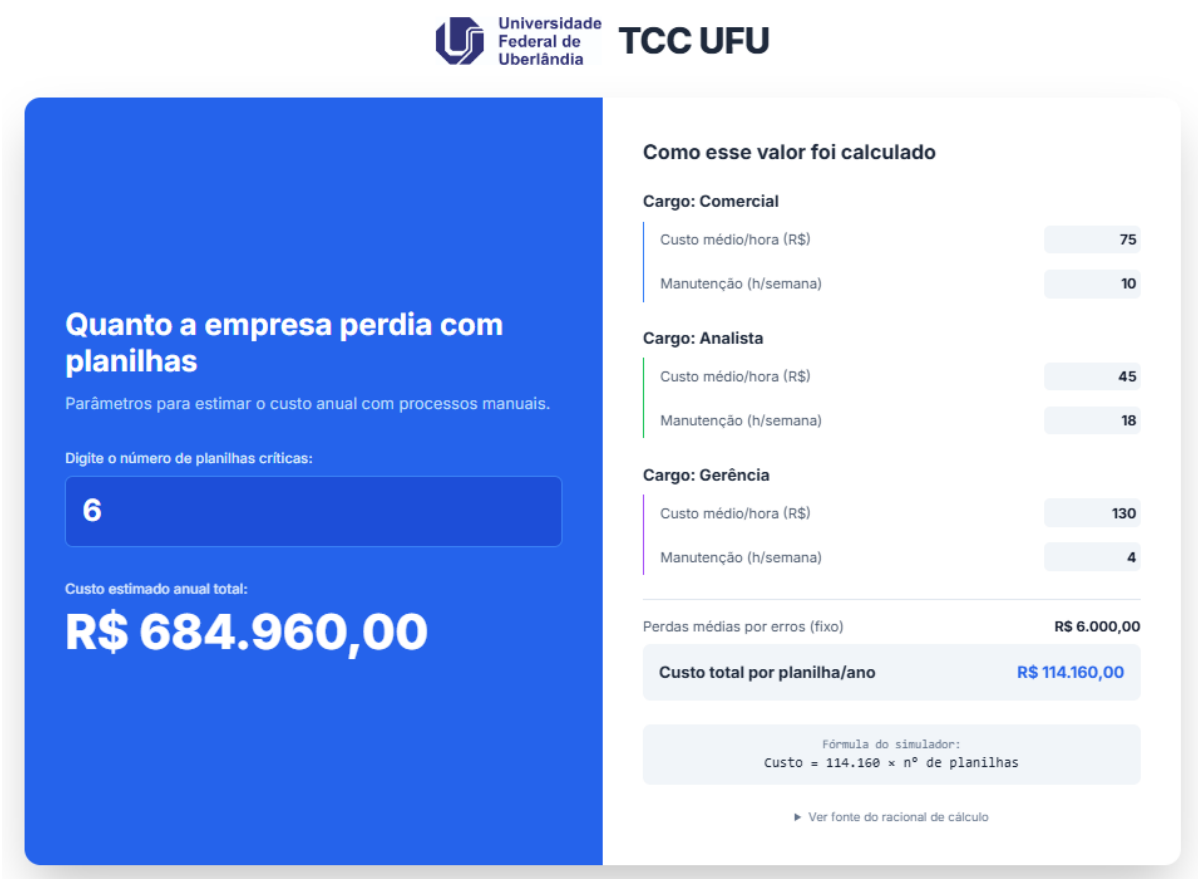 Universidade
Federal de
Uberlândia
TCC UFU
Quanto a empresa perdia com
planilhas
Parâmetros para estimar o custo anual com processos manuais.
Digite o número de planilhas críticas:
6
Custo estimado anual total:
R$ 684.960,00
Como esse valor foi calculado
Cargo: Comercial
Custo médio/hora (R$) 75
Manutenção (h/semana) 10
Cargo: Analista
Custo médio/hora (R$) 45
Manutenção (h/semana) 18
Cargo: Gerência
Custo médio/hora (R$) 130
Manutenção (h/semana) 4
Perdas médias por erros (fixo) R$ 6.000,00
Custo total por planilha/ano R$ 114.160,00
Fórmula do simulador:
Custo = 114.160 × nº de planilhas
▶ Ver fonte do racional de cálculo